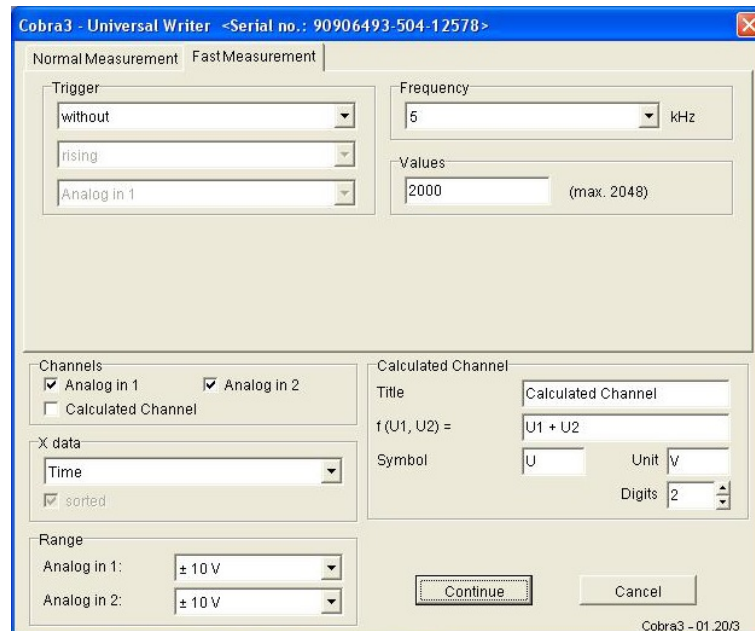 Cobra3 - Universal Writer <Serial no.: 90906493-504-12578>
Normal Measurement
Fast Measurement
Trigger
without
rising
Analog in 1
Frequency
5
kHz
Values
2000
(max. 2048)
Channels
Analog in 1
Analog in 2
Calculated Channel
X data
Time
sorted
Range
Analog in 1:
± 10 V
Analog in 2:
± 10 V
Calculated Channel
Title
Calculated Channel
f (U1, U2) =
U1 + U2
Symbol
U
Unit
V
Digits
2
Continue
Cancel
Cobra3 - 01.20/3